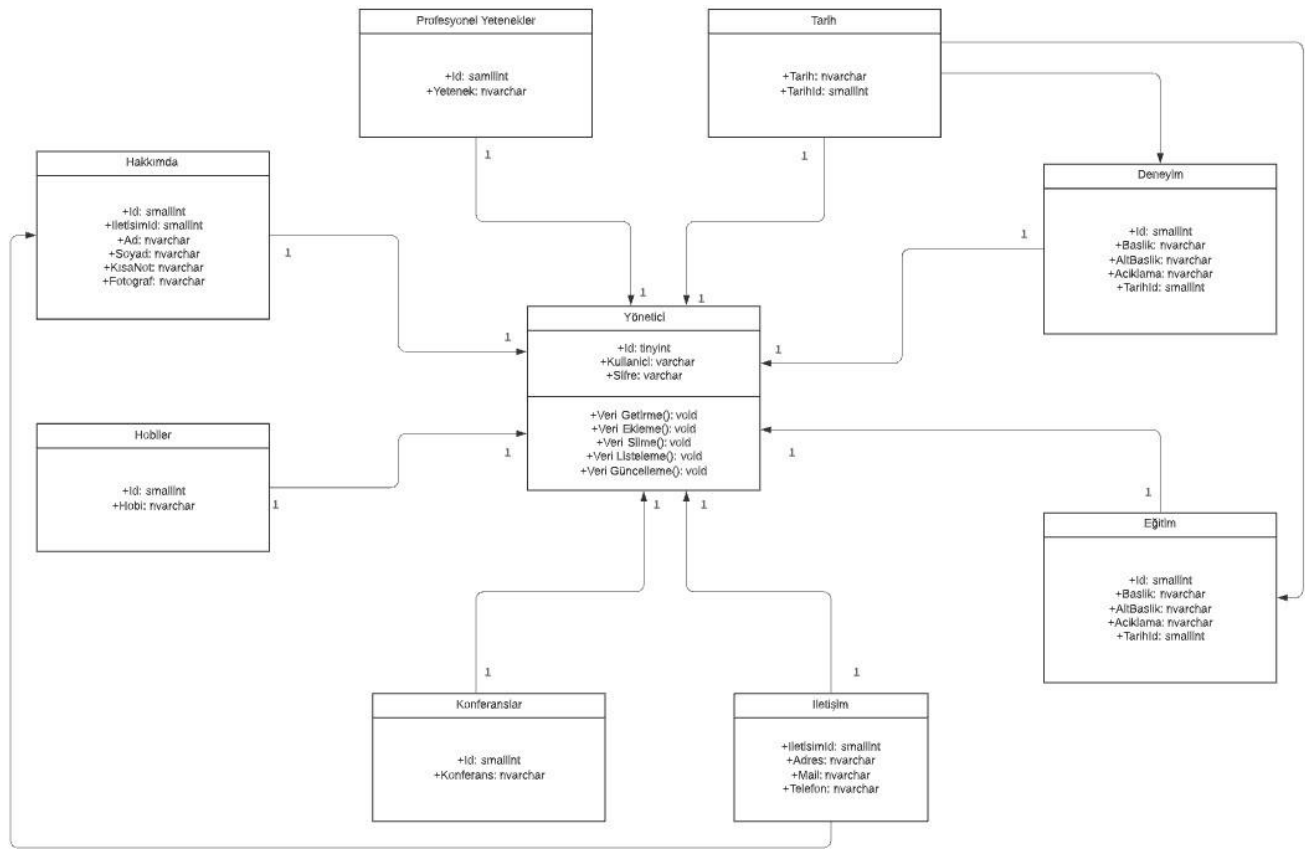 Profesyonel Yetenekler
+Id: samllint
+Yetenek: nvarchar
1
Tarih
+Tarih: nvarchar
+TarihId: smallint
1
Hakkımda
+Id: smallint
+IletisimId: smallint
+Ad: nvarchar
+Soyad: nvarchar
+KısaNot: nvarchar
+Fotograf: nvarchar
1
Deneyim
+Id: smallint
+Baslik: nvarchar
+AltBaslik: nvarchar
+Aciklama: nvarchar
+TarihId: smallint
1
1
1
1
1
Yönetici
+Id: tinyint
+Kullanici: varchar
+Sifre: varchar
+Veri Getirme(): void
+Veri Ekleme(): void
+Veri Silme(): void
+Veri Listeleme(): void
+Veri Güncelleme(): void
1
1
1
1
Hobiler
+Id: smallint
+Hobi: nvarchar
1
Eğitim
+Id: smallint
+Baslik: nvarchar
+AltBaslik: nvarchar
+Aciklama: nvarchar
+TarihId: smallint
1
Konferanslar
+Id: smallint
+Konferans: nvarchar
1
Iletişim
+IletisimId: smallint
+Adres: nvarchar
+Mail: nvarchar
+Telefon: nvarchar
1